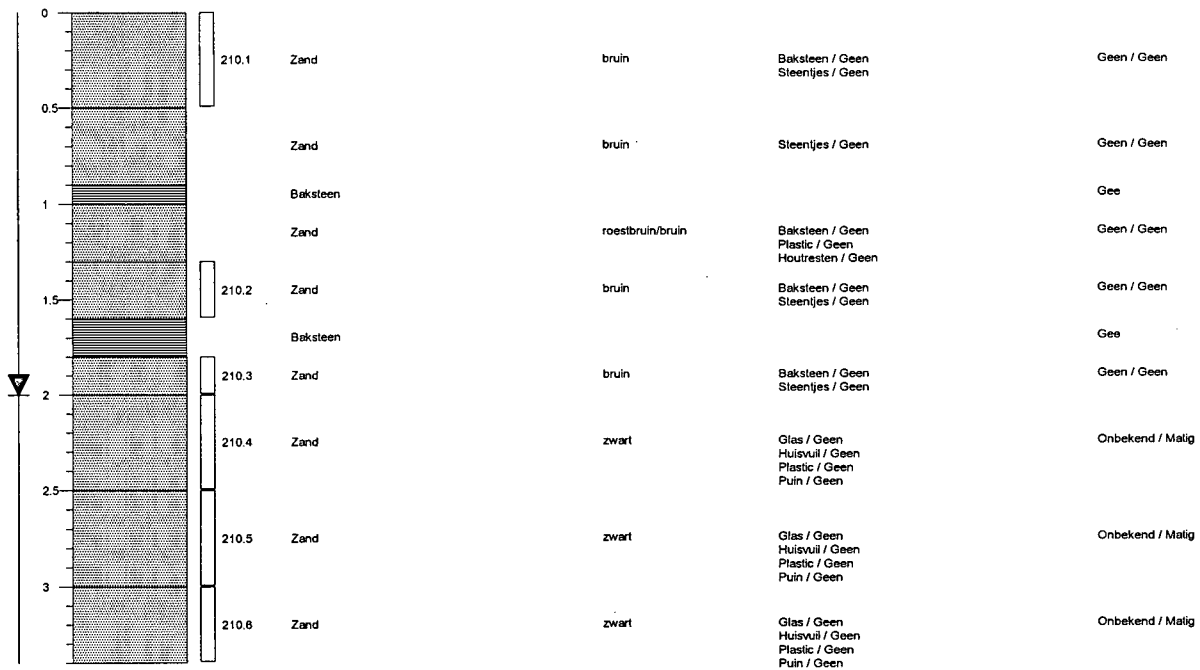 0
210.1 Zand bruin Baksteen / Geen Geen / Geen
Steentjes / Geen
0.5
Zand bruin Steentjes / Geen Geen / Geen
Baksteen Gee
1
Zand roestbruin/bruin Baksteen / Geen Geen / Geen
Plastic / Geen
Houtresten / Geen
210.2 Zand bruin Baksteen / Geen Geen / Geen
1.5 Steentjes / Geen
Baksteen Gee
210.3 Zand bruin Baksteen / Geen Geen / Geen
Steentjes / Geen
2
210.4 Zand zwart Glas / Geen Onbekend / Matig
Huisvuil / Geen
Plastic / Geen
Puin / Geen
2.5
210.5 Zand zwart Glas / Geen Onbekend / Matig
Huisvuil / Geen
Plastic / Geen
Puin / Geen
3
210.6 Zand zwart Glas / Geen Onbekend / Matig
Huisvuil / Geen
Plastic / Geen
Puin / Geen